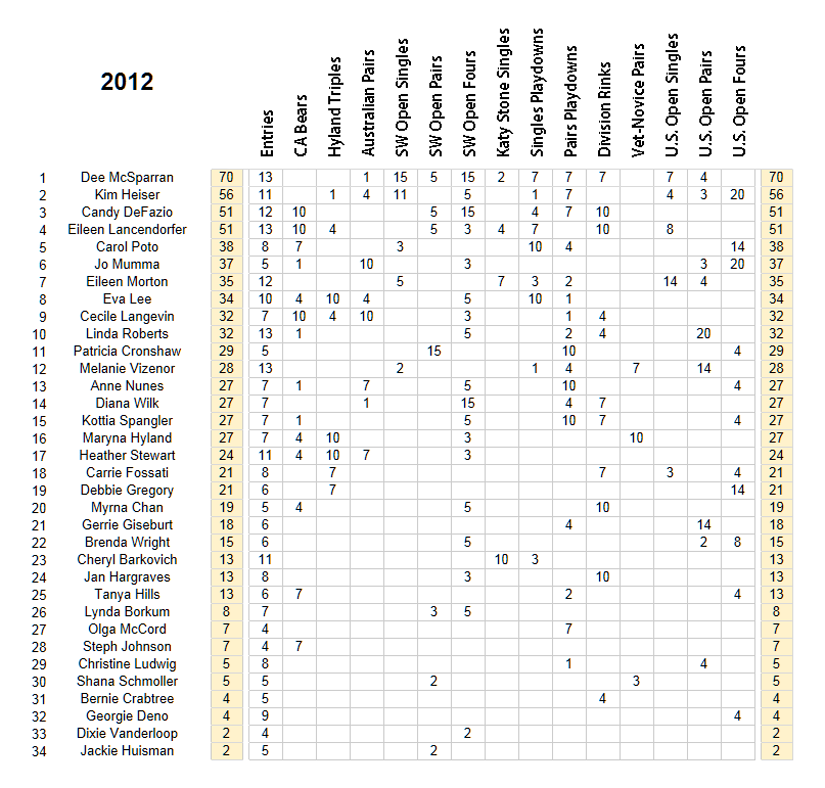 2012
Entries
CA Bears
Hyland Triples
Australian Pairs
SW Open Singles
SW Open Pairs
SW Open Fours
Katy Stone Singles
Singles Playdowns
Pairs Playdowns
Division Rinks
Vet-Novice Pairs
U.S. Open Singles
U.S. Open Pairs
U.S. Open Fours
1 Dee McSparran 70 13 1 15 5 15 2 7 7 7 7 4 70
2 Kim Heiser 56 11 1 4 11 5 1 7 4 3 20 56
3 Candy DeFazio 51 12 10 5 15 4 7 10 51
4 Eileen Lancendorfer 51 13 10 4 5 3 4 7 10 8 51
5 Carol Poto 38 8 7 3 10 4 14 38
6 Jo Mumma 37 5 1 10 3 3 20 37
7 Eileen Morton 35 12 5 7 3 2 14 4 35
8 Eva Lee 34 10 4 10 4 5 10 1 34
9 Cecile Langevin 32 7 10 4 10 3 1 4 32
10 Linda Roberts 32 13 1 5 2 4 20 32
11 Patricia Cronshaw 29 5 15 10 4 29
12 Melanie Vizenor 28 13 2 1 4 7 14 28
13 Anne Nunes 27 7 1 7 5 10 4 27
14 Diana Wilk 27 7 1 15 4 7 27
15 Kottia Spangler 27 7 1 5 10 7 4 27
16 Maryna Hyland 27 7 4 10 3 10 27
17 Heather Stewart 24 11 4 10 7 3 24
18 Carrie Fossati 21 8 7 7 3 4 21
19 Debbie Gregory 21 6 7 14 21
20 Myrna Chan 19 5 4 5 10 19
21 Gerrie Giseburt 18 6 4 14 18
22 Brenda Wright 15 6 5 2 8 15
23 Cheryl Barkovich 13 11 10 3 13
24 Jan Hargraves 13 8 3 10 13
25 Tanya Hills 13 6 7 2 4 13
26 Lynda Borkum 8 7 3 5 8
27 Olga McCord 7 4 7 7
28 Steph Johnson 7 4 7 7
29 Christine Ludwig 5 8 1 4 5
30 Shana Schmoller 5 5 2 3 5
31 Bernie Crabtree 4 5 4 4
32 Georgie Deno 4 9 4 4
33 Dixie Vanderloop 2 4 2 2
34 Jackie Huisman 2 5 2 2